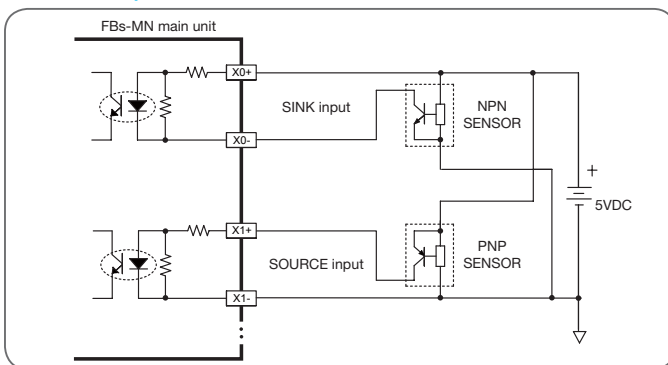 FBs-MN main unit
X0+
SINK input
NPN
SENSOR
X0-
+
5VDC
X1+
SOURCE input
PNP
SENSOR
X1-